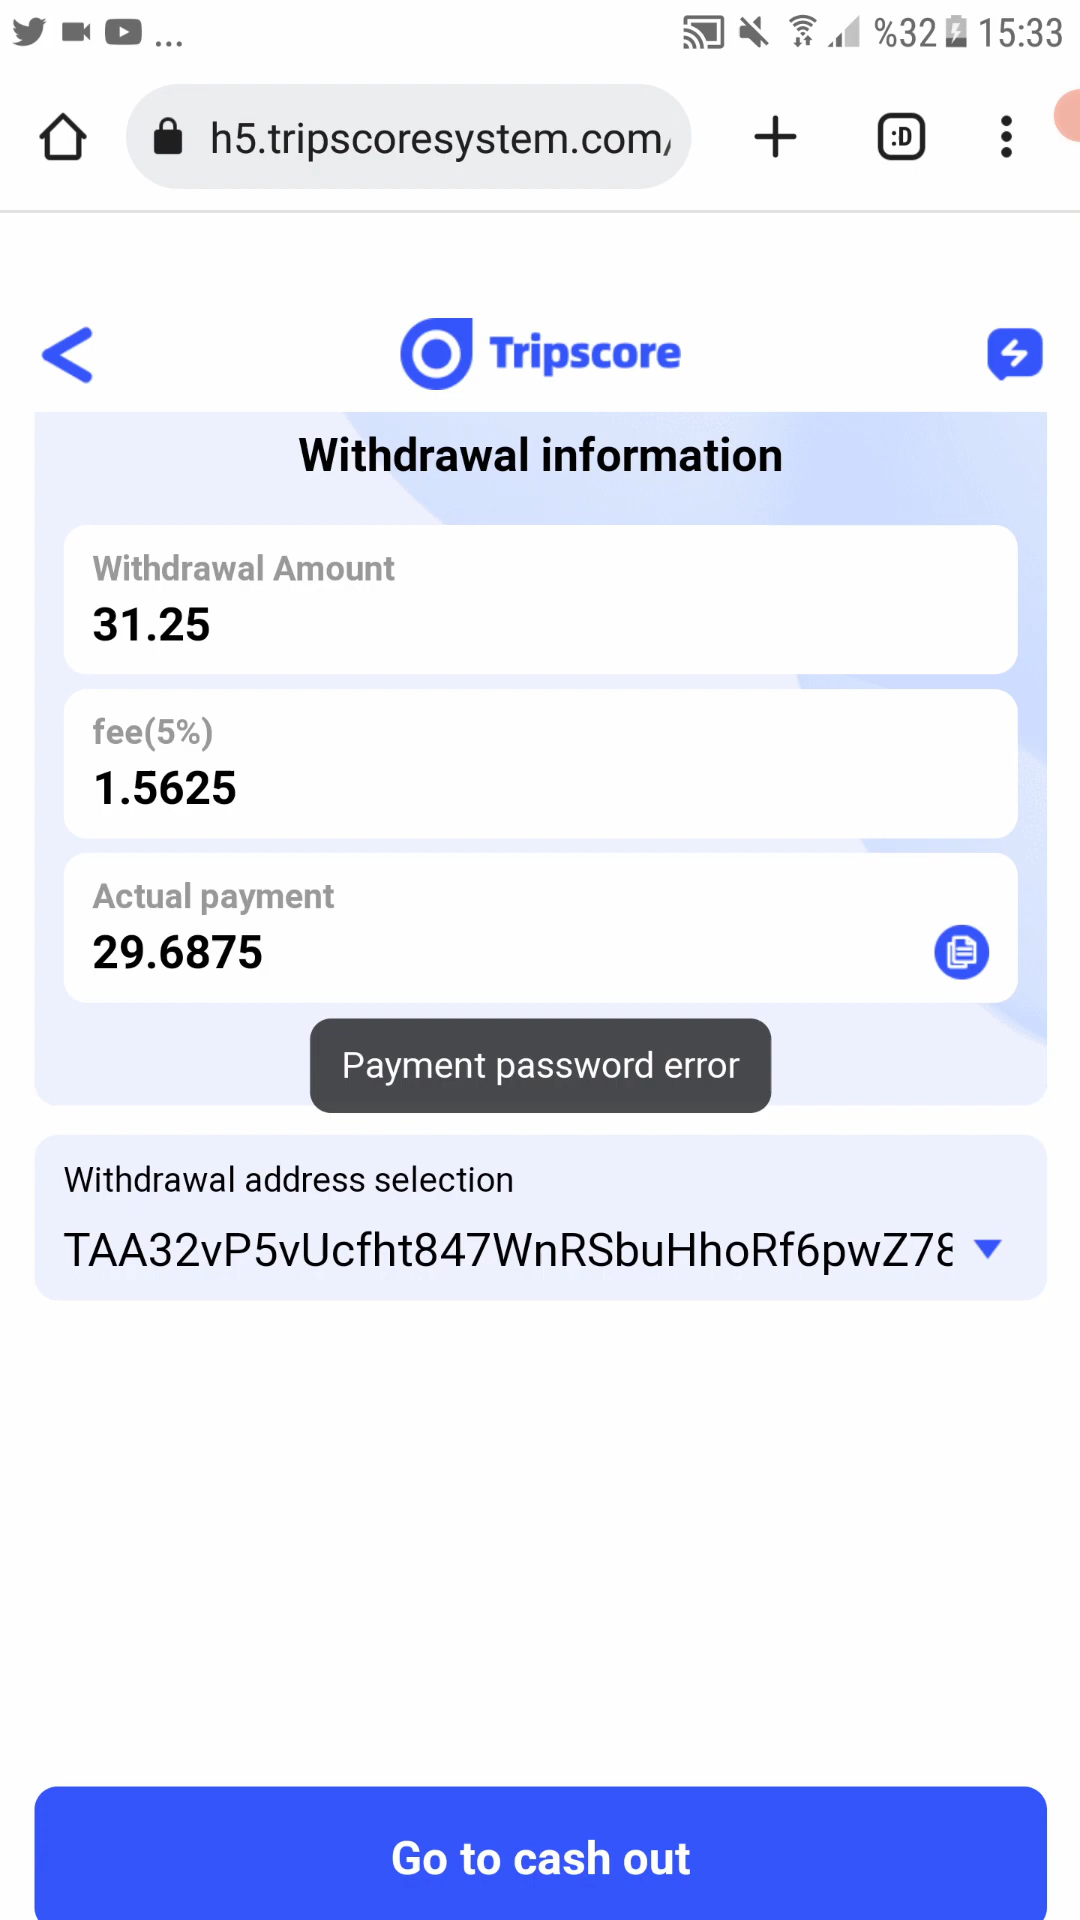 ... %32 15:33
h5.tripscoresystem.com/
:D
Tripscore
Withdrawal information
Withdrawal Amount
31.25
fee(5%)
1.5625
Actual payment
29.6875
Payment password error
Withdrawal address selection
TAA32vP5vUcfht847WnRSbuHhoRf6pwZ78
Go to cash out